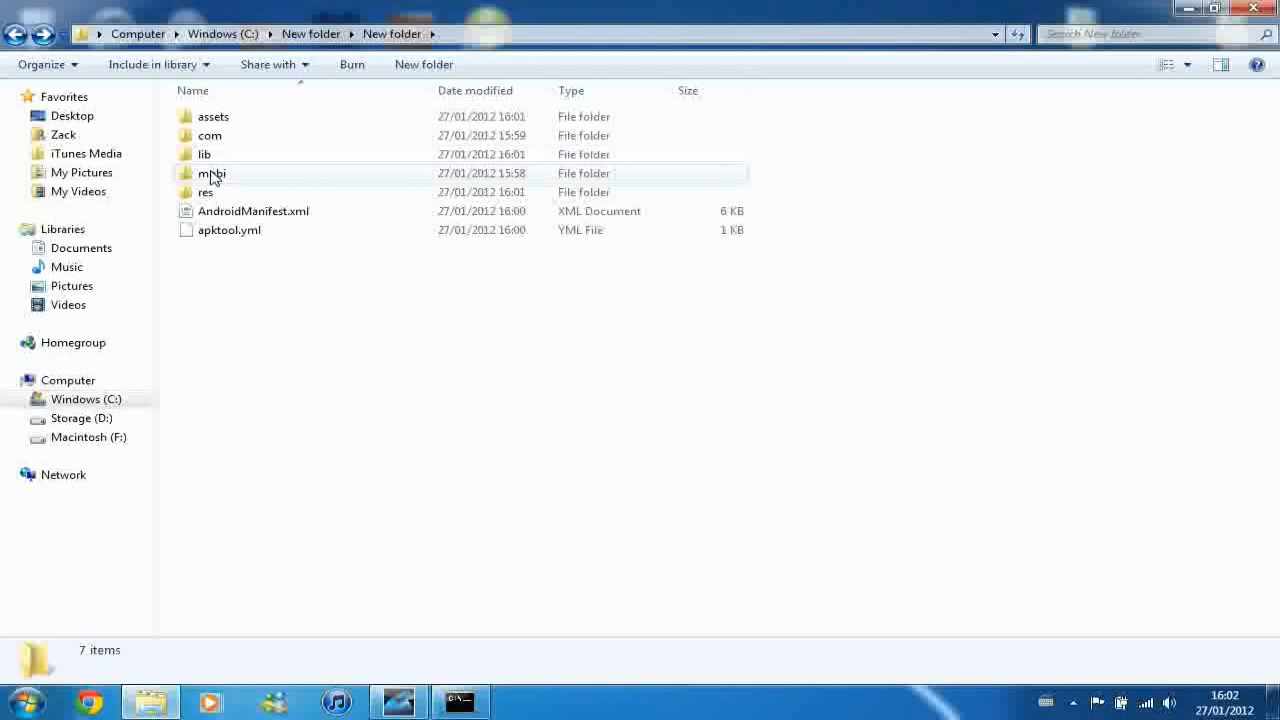 Computer Windows (C:) New folder New folder Search New folder
Organize Include in library Share with Burn New folder
Name Date modified Type Size
Favorites
Desktop
Zack
iTunes Media
My Pictures
My Videos
Libraries
Documents
Music
Pictures
Videos
Homegroup
Computer
Windows (C:)
Storage (D:)
Macintosh (F:)
Network
assets 27/01/2012 16:01 File folder
com 27/01/2012 15:59 File folder
lib 27/01/2012 16:01 File folder
27/01/2012 15:58 File folder
res 27/01/2012 16:01 File folder
AndroidManifest.xml 27/01/2012 16:00 XML Document 6 KB
apktool.yml 27/01/2012 16:00 YML File 1 KB
7 items
C:\.
16:02
27/01/2012